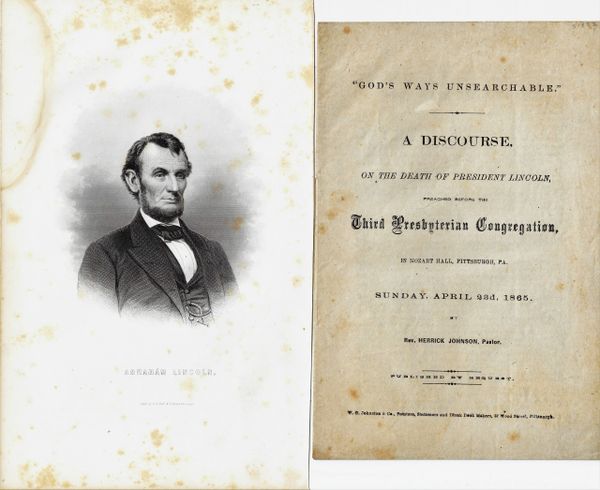 ABRAHAM LINCOLN.
"GOD'S WAYS UNSEARCHABLE."
A DISCOURSE,
ON THE DEATH OF PRESIDENT LINCOLN,
PREACHED BEFORE THE
Third Presbyterian Congregation,
IN MOZART HALL, PITTSBURGH, PA.
SUNDAY, APRIL 23d, 1865.
BY
Rev. HERRICK JOHNSON, Pastor.
PUBLISHED BY REQUEST.
W. G. Johnston & Co., Printers, Stationers and Blank Book Makers, 57 Wood Street, Pittsburgh.